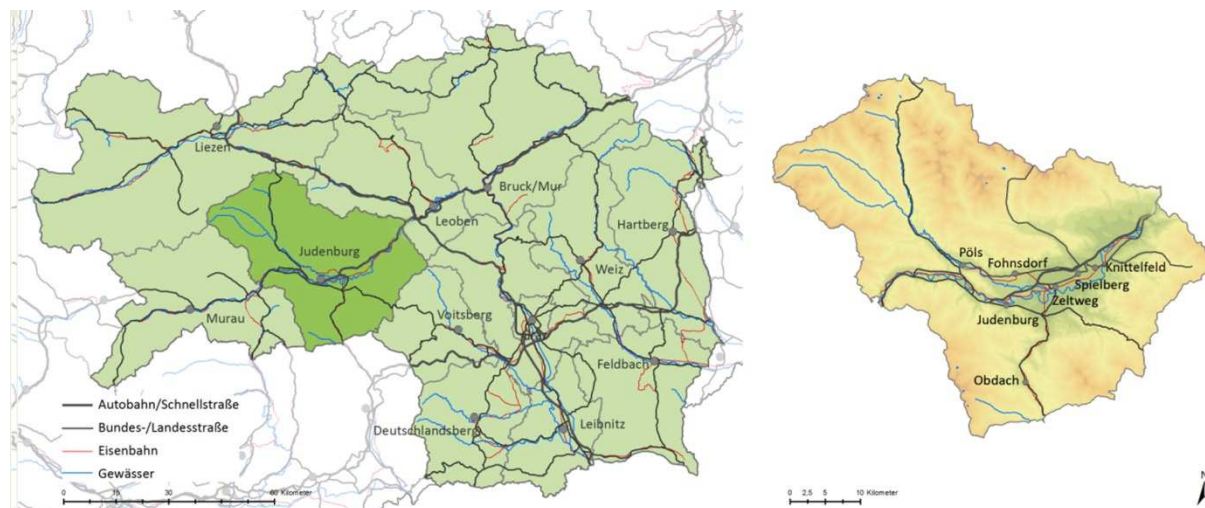 Liezen
Bruck/Mur
Leoben
Hartberg
Judenburg
Weiz
Murau
Voitsberg
Feldbach
Deutschlandsberg
Leibnitz
Autobahn/Schnellstraße
Bundes-/Landesstraße
Eisenbahn
Gewässer
0 15 30 60 Kilometer
Pöls
Fohnsdorf
Knittelfeld
Spielberg
Zeltweg
Judenburg
Obdach
0 2.5 5 10 Kilometer
N